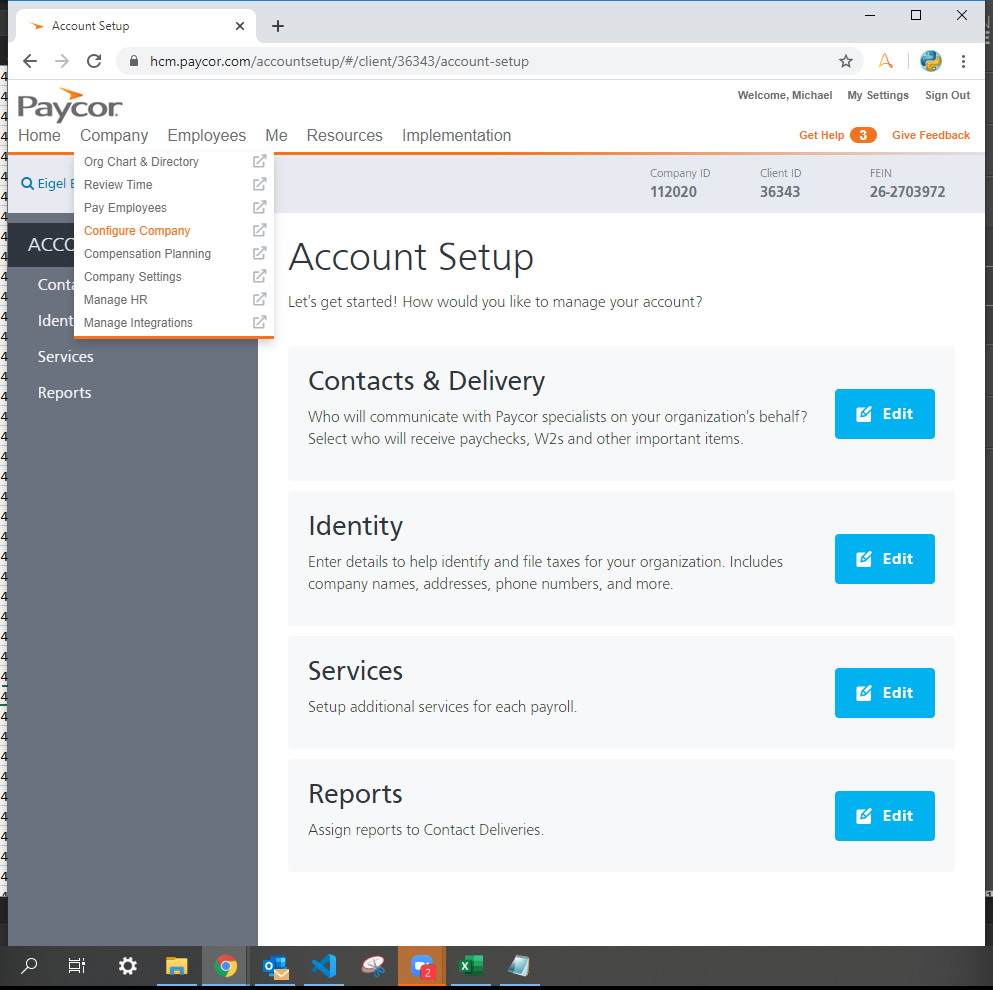 Account Setup
hcm.paycor.com/accountsetup/#/client/36343/account-setup
Paycor
Welcome, Michael My Settings Sign Out
Home Company Employees Me Resources Implementation
Get Help 3 Give Feedback
Org Chart & Directory
Review Time
Pay Employees
Configure Company
Compensation Planning
Company Settings
Manage HR
Manage Integrations
Eigel
Company ID Client ID FEIN
112020 36343 26-2703972
ACCO
Conta
Ident
Services
Reports
Account Setup
Let's get started! How would you like to manage your account?
Contacts & Delivery
Who will communicate with Paycor specialists on your organization's behalf?
Select who will receive paychecks, W2s and other important items.
Edit
Identity
Enter details to help identify and file taxes for your organization. Includes
company names, addresses, phone numbers, and more.
Edit
Services
Setup additional services for each payroll.
Edit
Reports
Assign reports to Contact Deliveries.
Edit
2